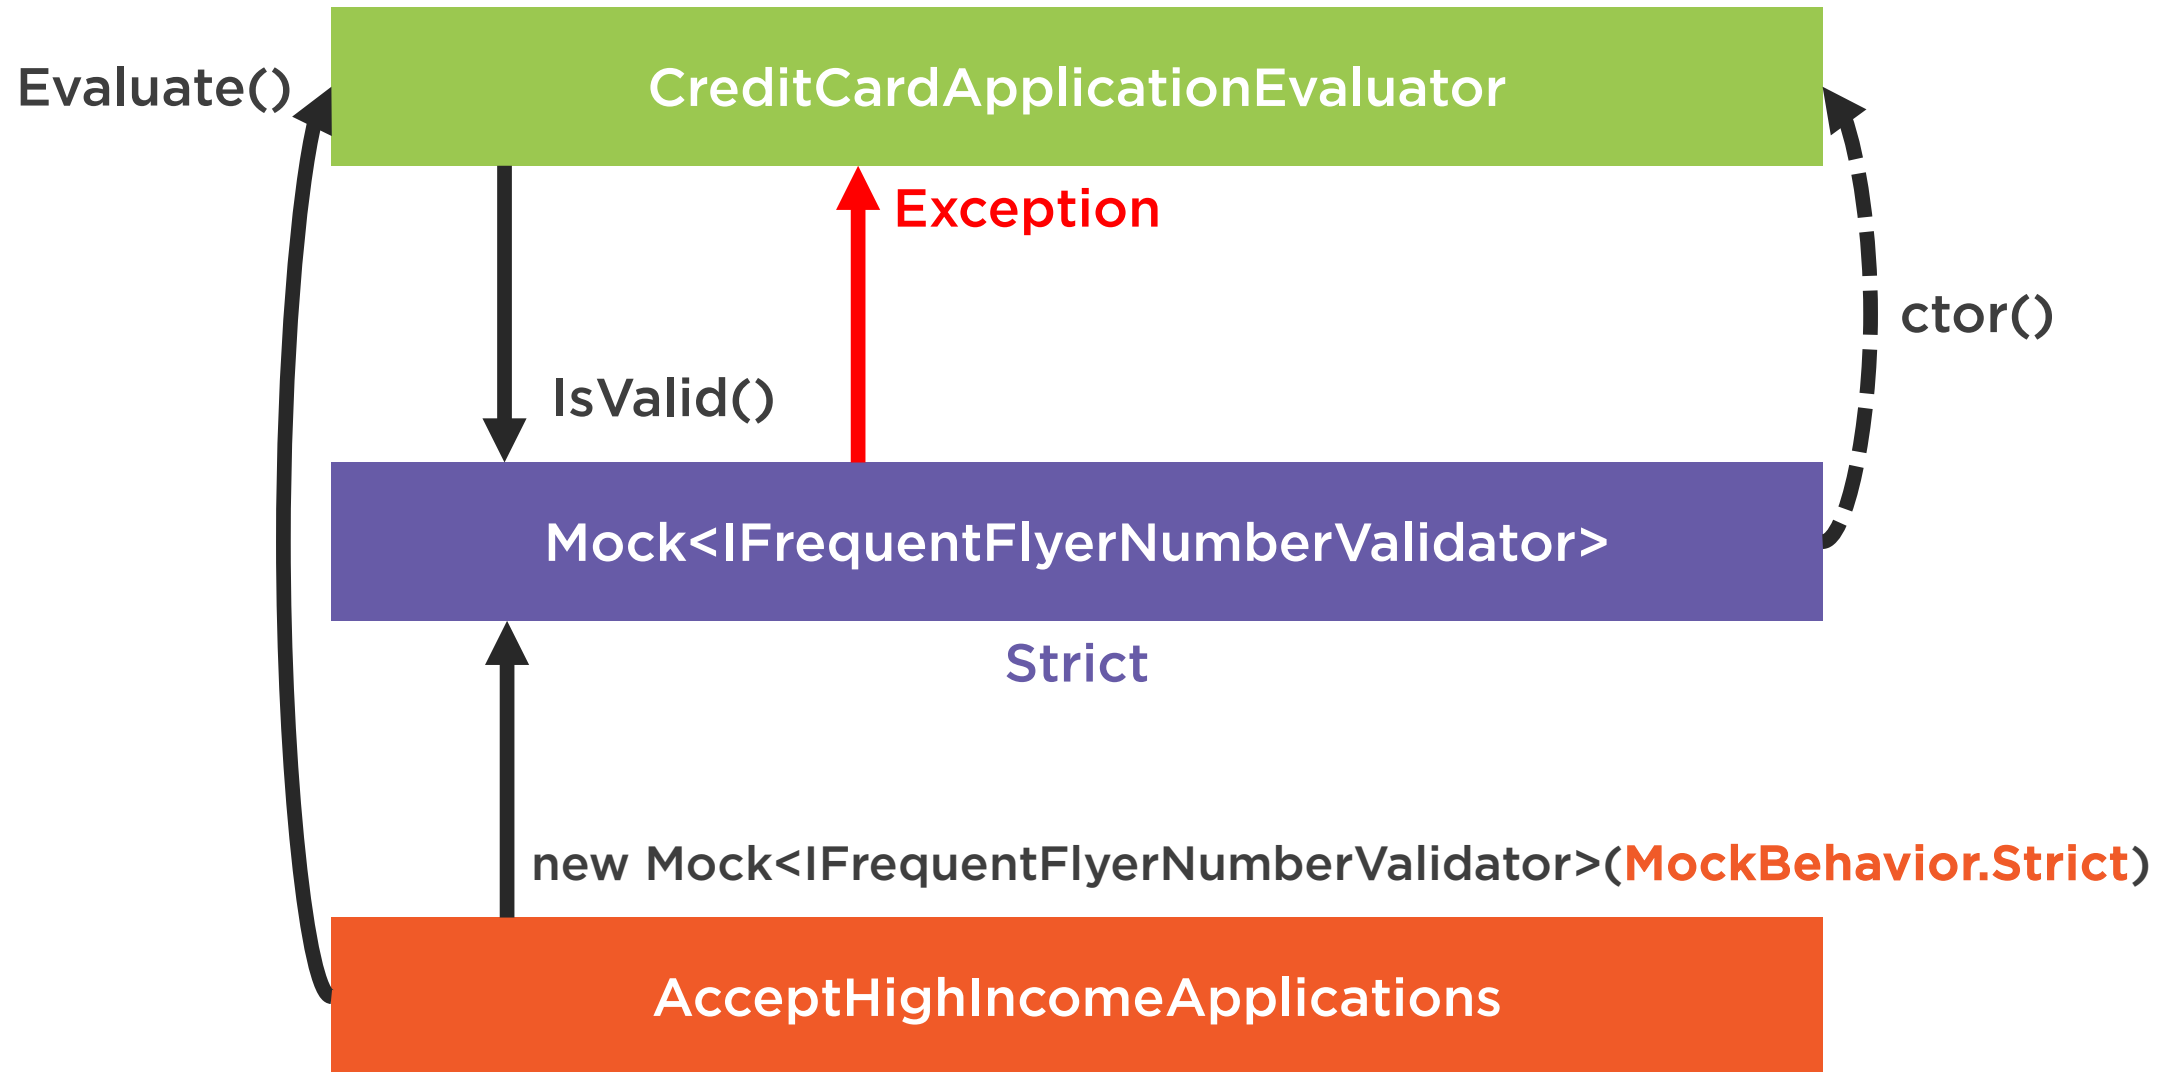 Evaluate()
CreditCardApplicationEvaluator
Exception
ctor()
IsValid()
Mock<IFrequentFlyerNumberValidator>
Strict
new Mock<IFrequentFlyerNumberValidator>(MockBehavior.Strict)
AcceptHighIncomeApplications